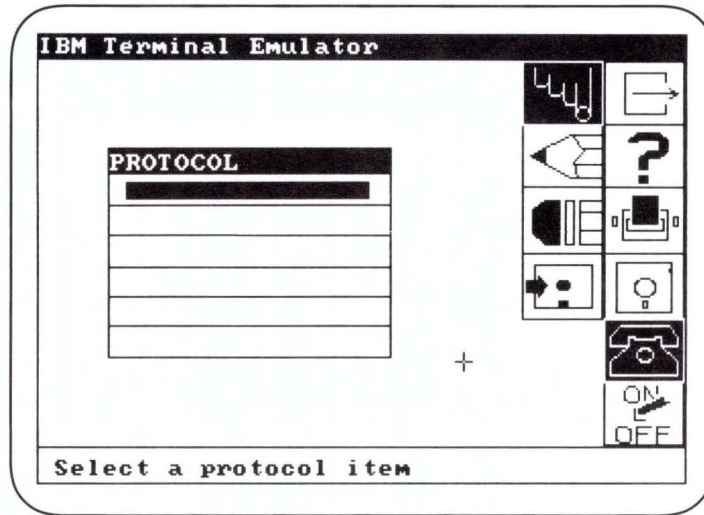 IBM Terminal Emulator
PROTOCOL
?
ON
OFF
Select a protocol item